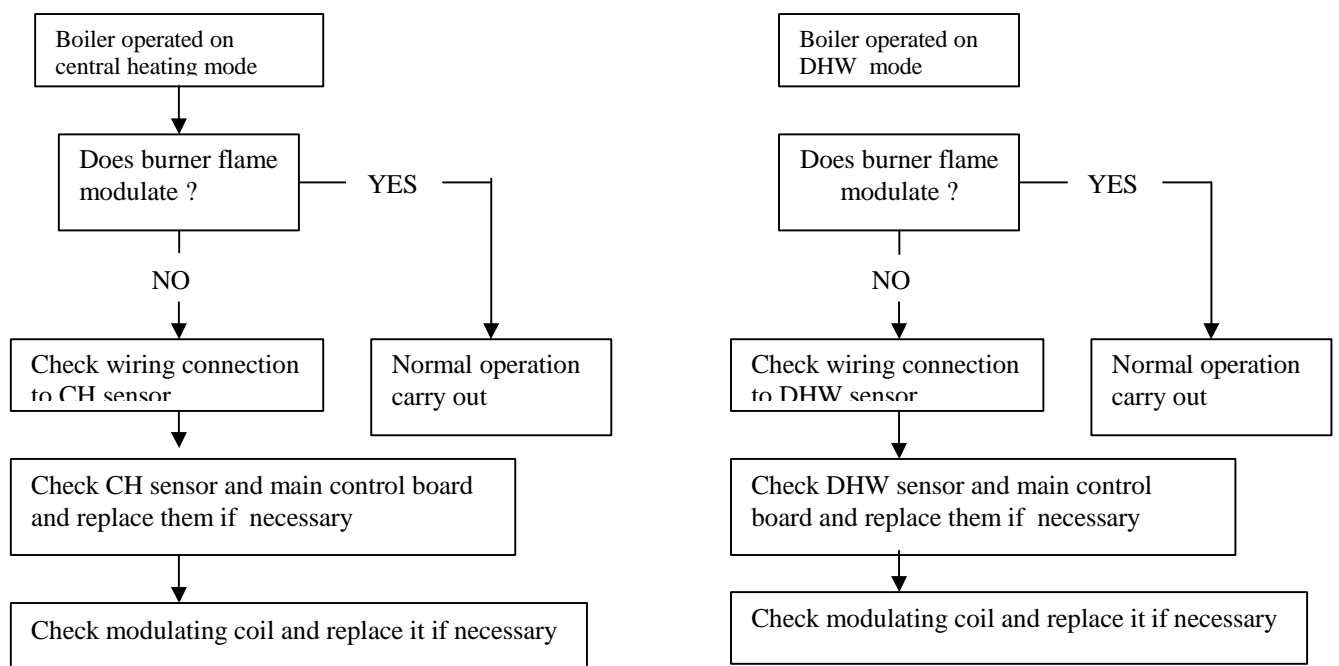 Boiler operated on
central heating mode
Does burner flame
modulate ?
YES
NO
Check wiring connection
to CH sensor
Normal operation
carry out
Check CH sensor and main control board
and replace them if necessary
Check modulating coil and replace it if necessary
Boiler operated on
DHW mode
Does burner flame
modulate ?
YES
NO
Check wiring connection
to DHW sensor
Normal operation
carry out
Check DHW sensor and main control
board and replace them if necessary
Check modulating coil and replace it if necessary